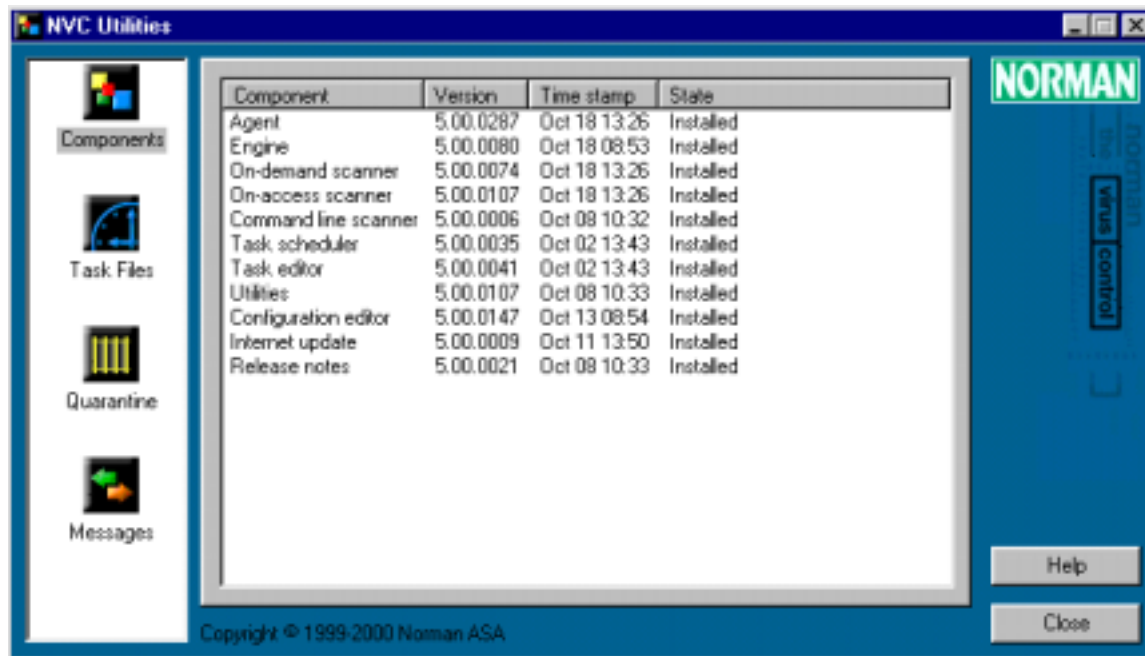 NVC Utilities
Components
Task Files
Quarantine
Messages
Component Version Time stamp State
Agent 5.00.0287 Oct 18 13:26 Installed
Engine 5.00.0080 Oct 18 08:53 Installed
On-demand scanner 5.00.0074 Oct 18 13:26 Installed
On-access scanner 5.00.0107 Oct 18 13:26 Installed
Command line scanner 5.00.0006 Oct 08 10:32 Installed
Task scheduler 5.00.0035 Oct 02 13:43 Installed
Task editor 5.00.0041 Oct 02 13:43 Installed
Utilities 5.00.0107 Oct 08 10:33 Installed
Configuration editor 5.00.0147 Oct 13 08:54 Installed
Internet update 5.00.0009 Oct 11 13:50 Installed
Release notes 5.00.0021 Oct 08 10:33 Installed
Copyright © 1999-2000 Norman ASA
NORMAN
norman
the virus control
Help
Close